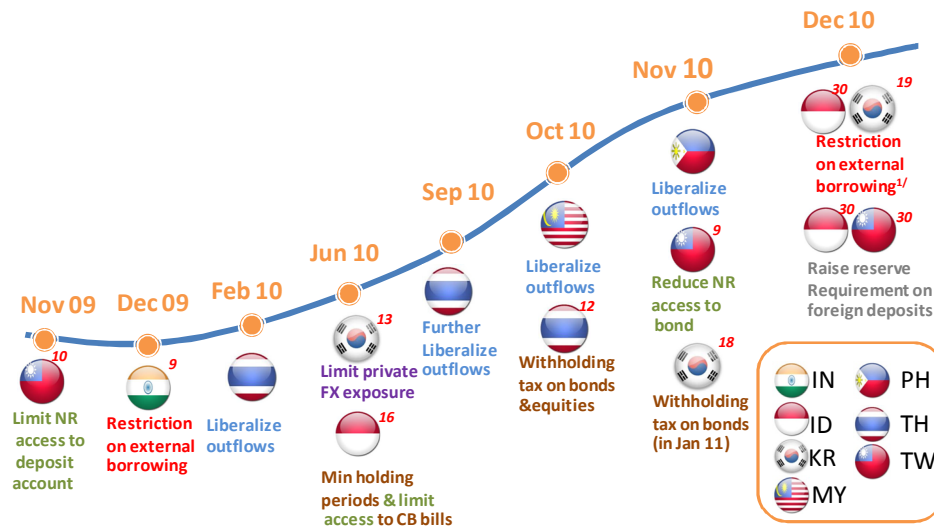 Nov 09
10
Limit NR
access to
deposit
account
Dec 09
9
Restriction
on external
borrowing
Feb 10
Liberalize
outflows
Jun 10
13
Limit private
FX exposure
16
Min holding
periods & limit
access to CB bills
Sep 10
Further
Liberalize
outflows
Oct 10
Liberalize
outflows
12
Withholding
tax on bonds
&equities
Nov 10
Liberalize
outflows
9
Reduce NR
access to
bond
18
Withholding
tax on bonds
(in Jan 11)
Dec 10
30 19
Restriction
on external
borrowing1/
30 30
Raise reserve
Requirement on
foreign deposits
IN PH
ID TH
KR TW
MY